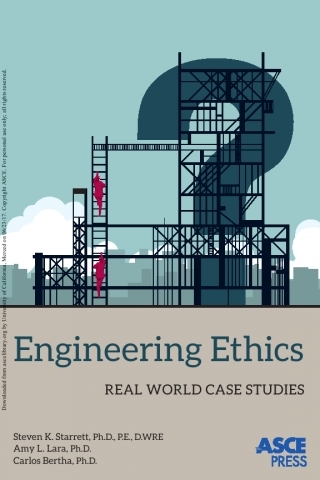 Downloaded from ascelibrary.org by University of California, Merced on 06/21/17. Copyright ASCE. For personal use only; all rights reserved.
Engineering Ethics
REAL WORLD CASE STUDIES
Steven K. Starrett, Ph.D., P.E., D.WRE
Amy L. Lara, Ph.D.
Carlos Bertha, Ph.D.
ASCE
PRESS